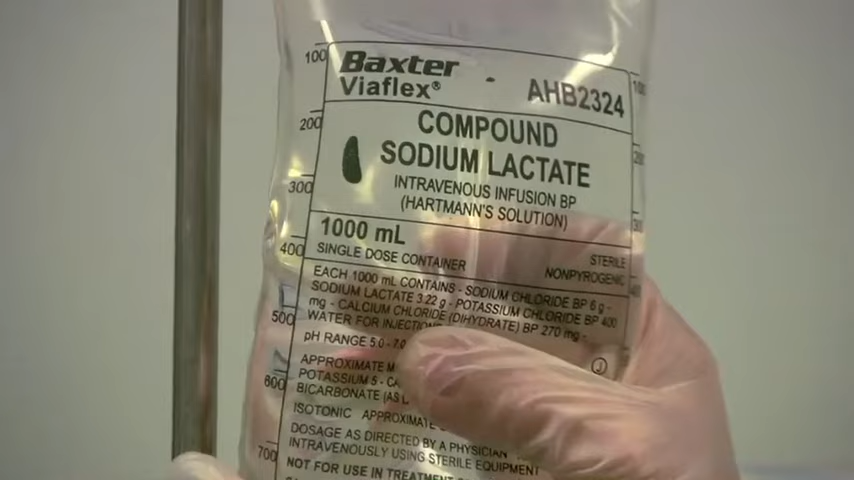 Baxter
Viaflex®
AHB2324
COMPOUND
SODIUM LACTATE
INTRAVENOUS INFUSION BP
(HARTMANN'S SOLUTION)
1000 mL
SINGLE DOSE CONTAINER
STERILE
NONPYROGENIC
EACH 1000 mL CONTAINS - SODIUM CHLORIDE BP 6 g -
SODIUM LACTATE 3.22 g - POTASSIUM CHLORIDE BP 400
mg - CALCIUM CHLORIDE (DIHYDRATE) BP 270 mg -
WATER FOR INJECTION
pH RANGE 5.0 - 7.0
APPROXIMATE
POTASSIUM 5 -
BICARBONATE (AS
ISOTONIC APPROXIMATE
DOSAGE AS DIRECTED BY A PHYSICIAN
INTRAVENOUSLY USING STERILE EQUIPMENT
NOT FOR USE IN TREATMENT
100
200
300
400
500
600
700